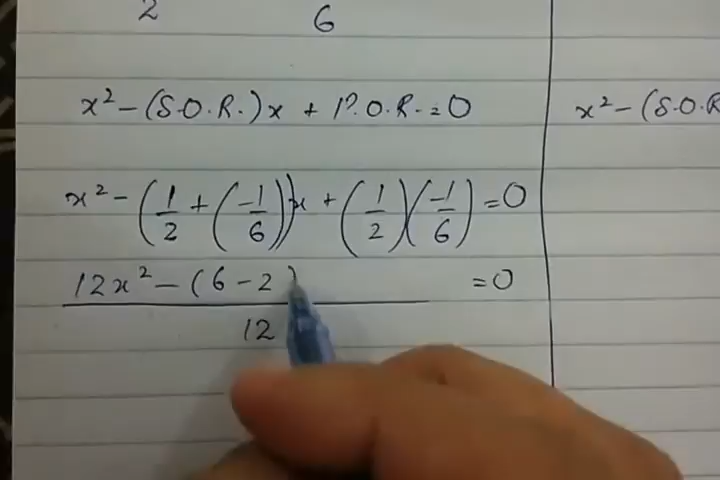 2 6
x² - (S.O.R.)x + P.O.R. = 0
x² - (S.O.R
x² - (1/2 + (-1/6))x + (1/2)(-1/6) = 0
12x² - (6 - 2) = 0
12